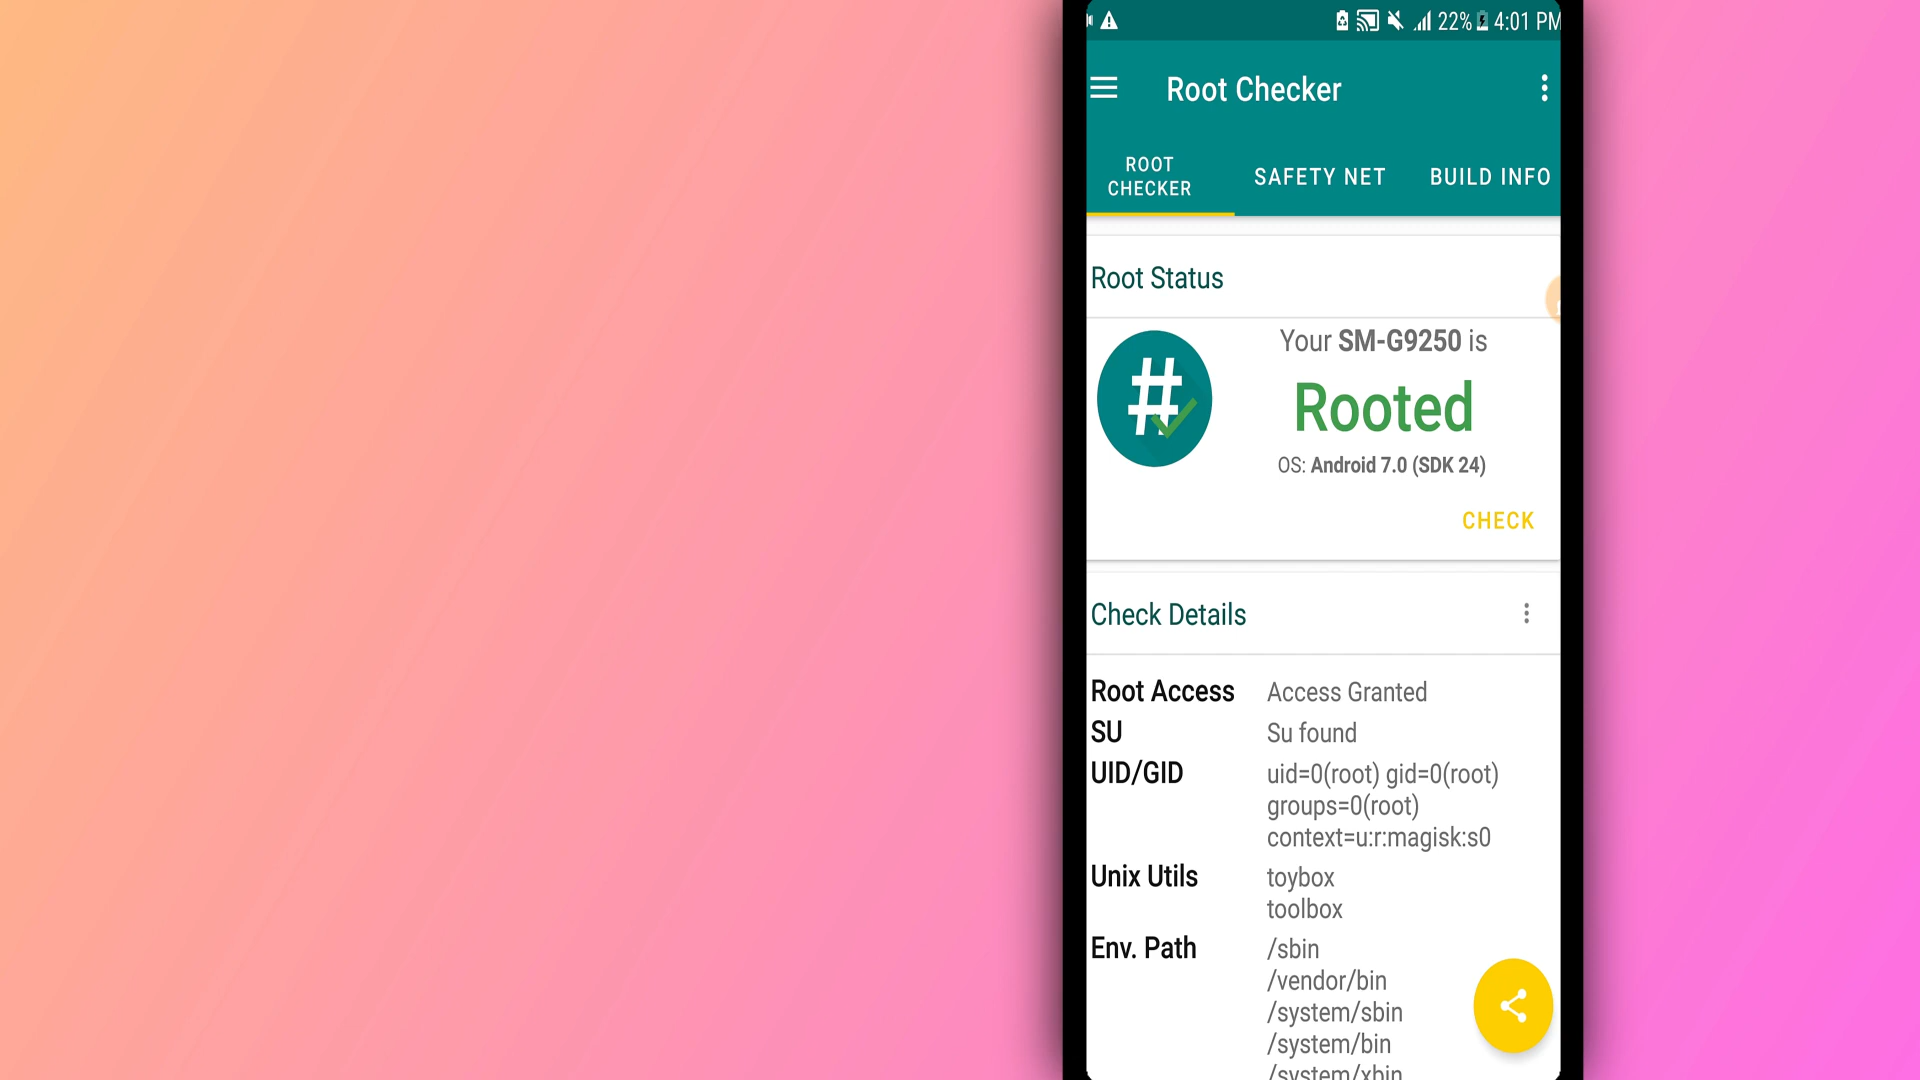 22% 4:01 PM
Root Checker
ROOT
CHECKER
SAFETY NET
BUILD INFO
Root Status
#
Your SM-G9250 is
Rooted
OS: Android 7.0 (SDK 24)
CHECK
Check Details
Root Access Access Granted
SU Su found
UID/GID uid=0(root) gid=0(root)
groups=0(root)
context=u:r:magisk:s0
Unix Utils toybox
toolbox
Env. Path /sbin
/vendor/bin
/system/sbin
/system/bin
/system/xbin